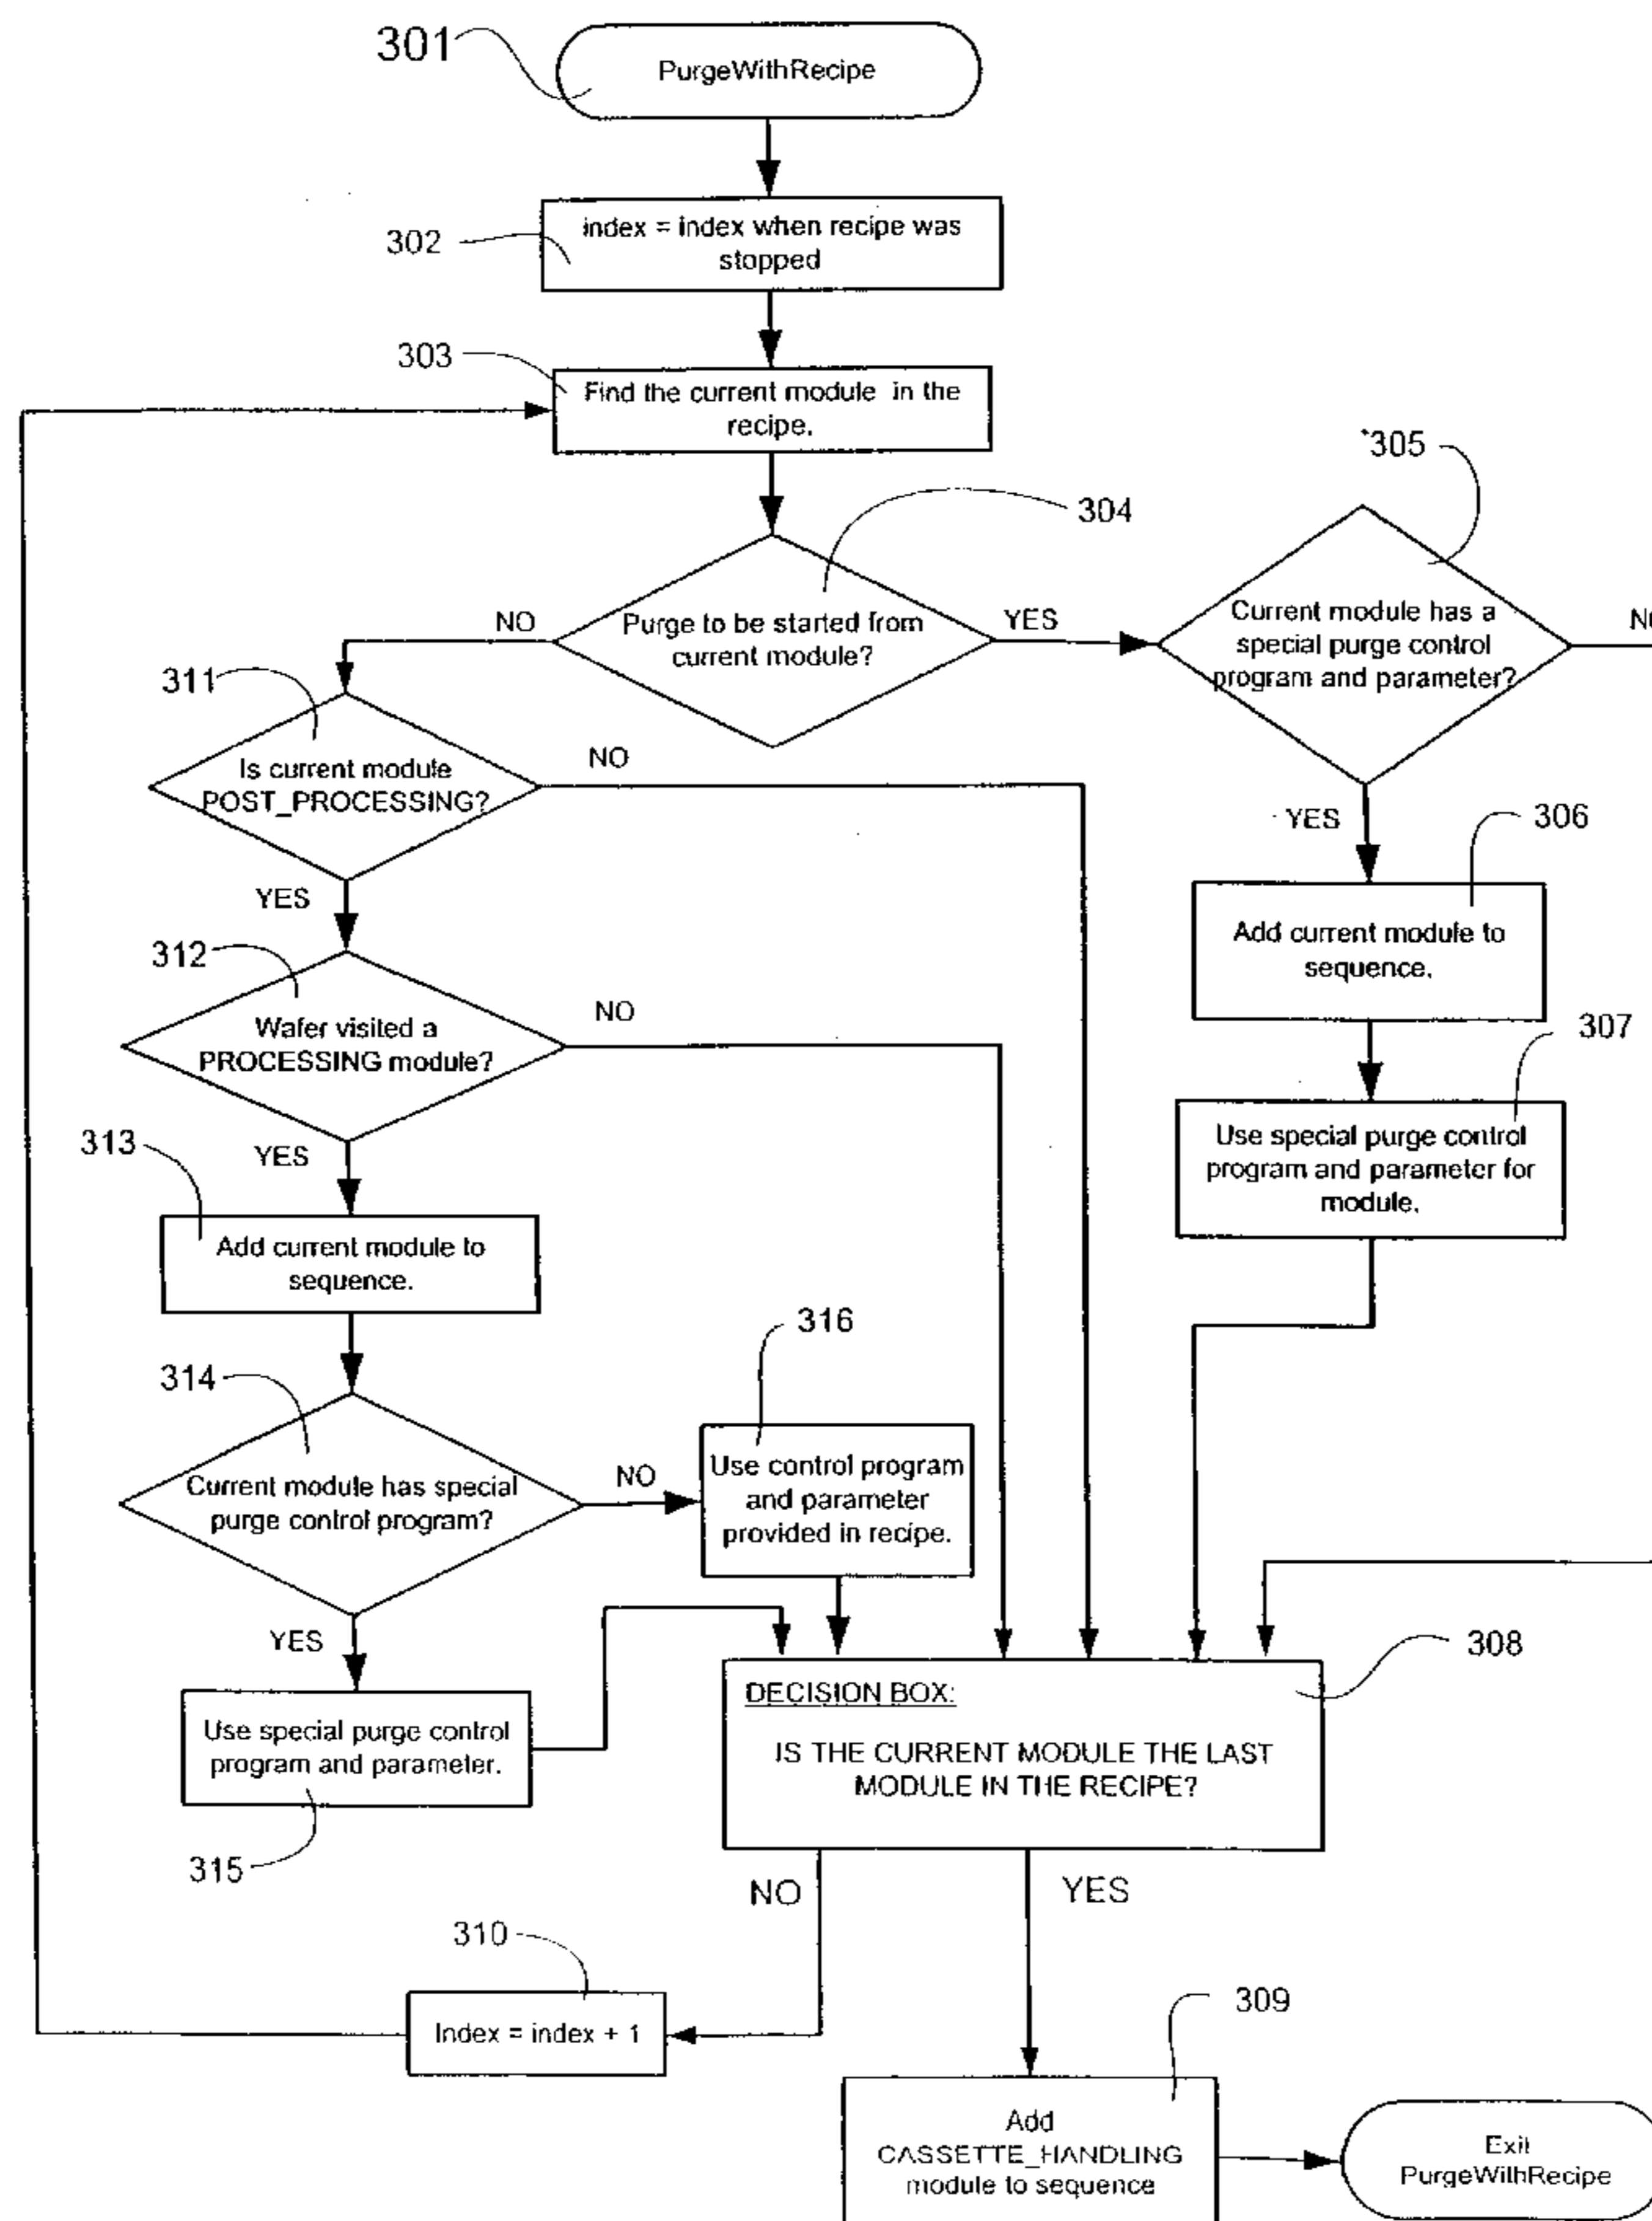 301
PurgeWithRecipe
302
index = index when recipe was
stopped
303
Find the current module in the
recipe.
304
Purge to be started from
current module?
NO
YES
305
Current module has a
special purge control
program and parameter?
YES
306
Add current module to
sequence.
307
Use special purge control
program and parameter for
module.
311
Is current module
POST_PROCESSING?
NO
YES
312
Wafer visited a
PROCESSING module?
NO
YES
313
Add current module to
sequence.
314
Current module has special
purge control program?
NO
YES
316
Use control program
and parameter
provided in recipe.
315
Use special purge control
program and parameter.
308
DECISION BOX:
IS THE CURRENT MODULE THE LAST
MODULE IN THE RECIPE?
NO
YES
310
Index = index + 1
309
Add
CASSETTE_HANDLING
module to sequence
Exit
PurgeWithRecipe